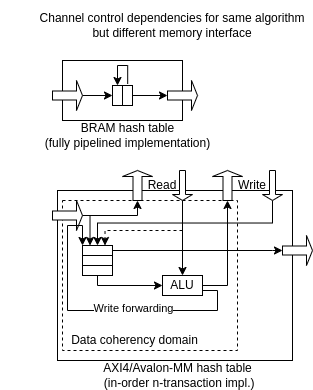 Channel control dependencies for same algorithm
but different memory interface
BRAM hash table
(fully pipelined implementation)
Read
Write
ALU
Write forwarding
Data coherency domain
AXI4/Avalon-MM hash table
(in-order n-transaction impl.)